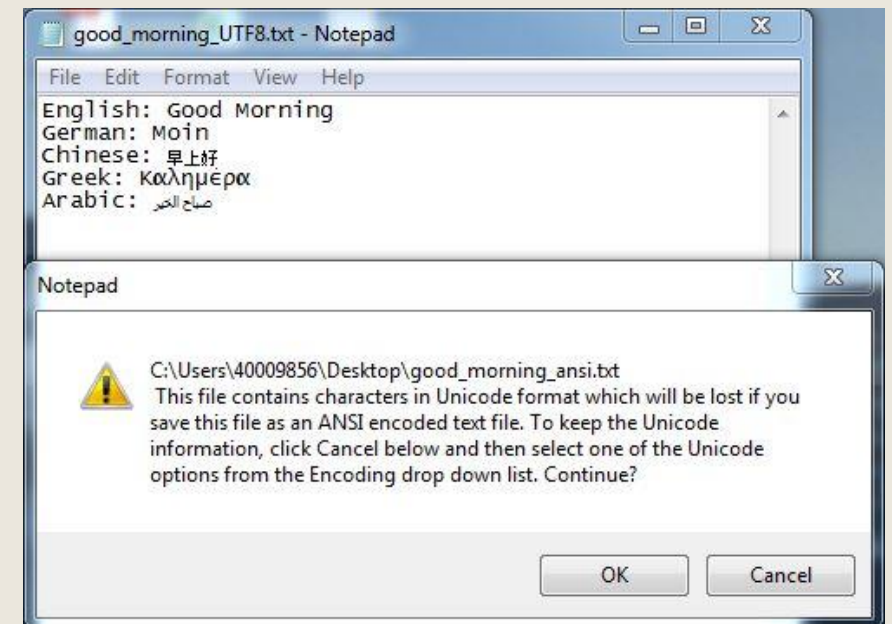 good_morning_UTF8.txt - Notepad
File Edit Format View Help
English: Good Morning
German: Moin
Chinese: 早上好
Greek: Καλημέρα
Arabic: صباح الخير
Notepad
C:\Users\40009856\Desktop\good_morning_ansi.txt
This file contains characters in Unicode format which will be lost if you
save this file as an ANSI encoded text file. To keep the Unicode
information, click Cancel below and then select one of the Unicode
options from the Encoding drop down list. Continue?
OK Cancel